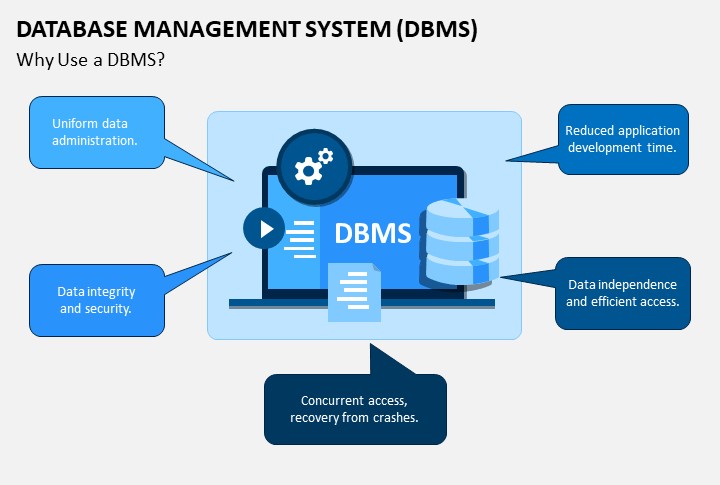 DATABASE MANAGEMENT SYSTEM (DBMS)
Why Use a DBMS?
Uniform data
administration.
Reduced application
development time.
DBMS
Data integrity
and security.
Data independence
and efficient access.
Concurrent access,
recovery from crashes.